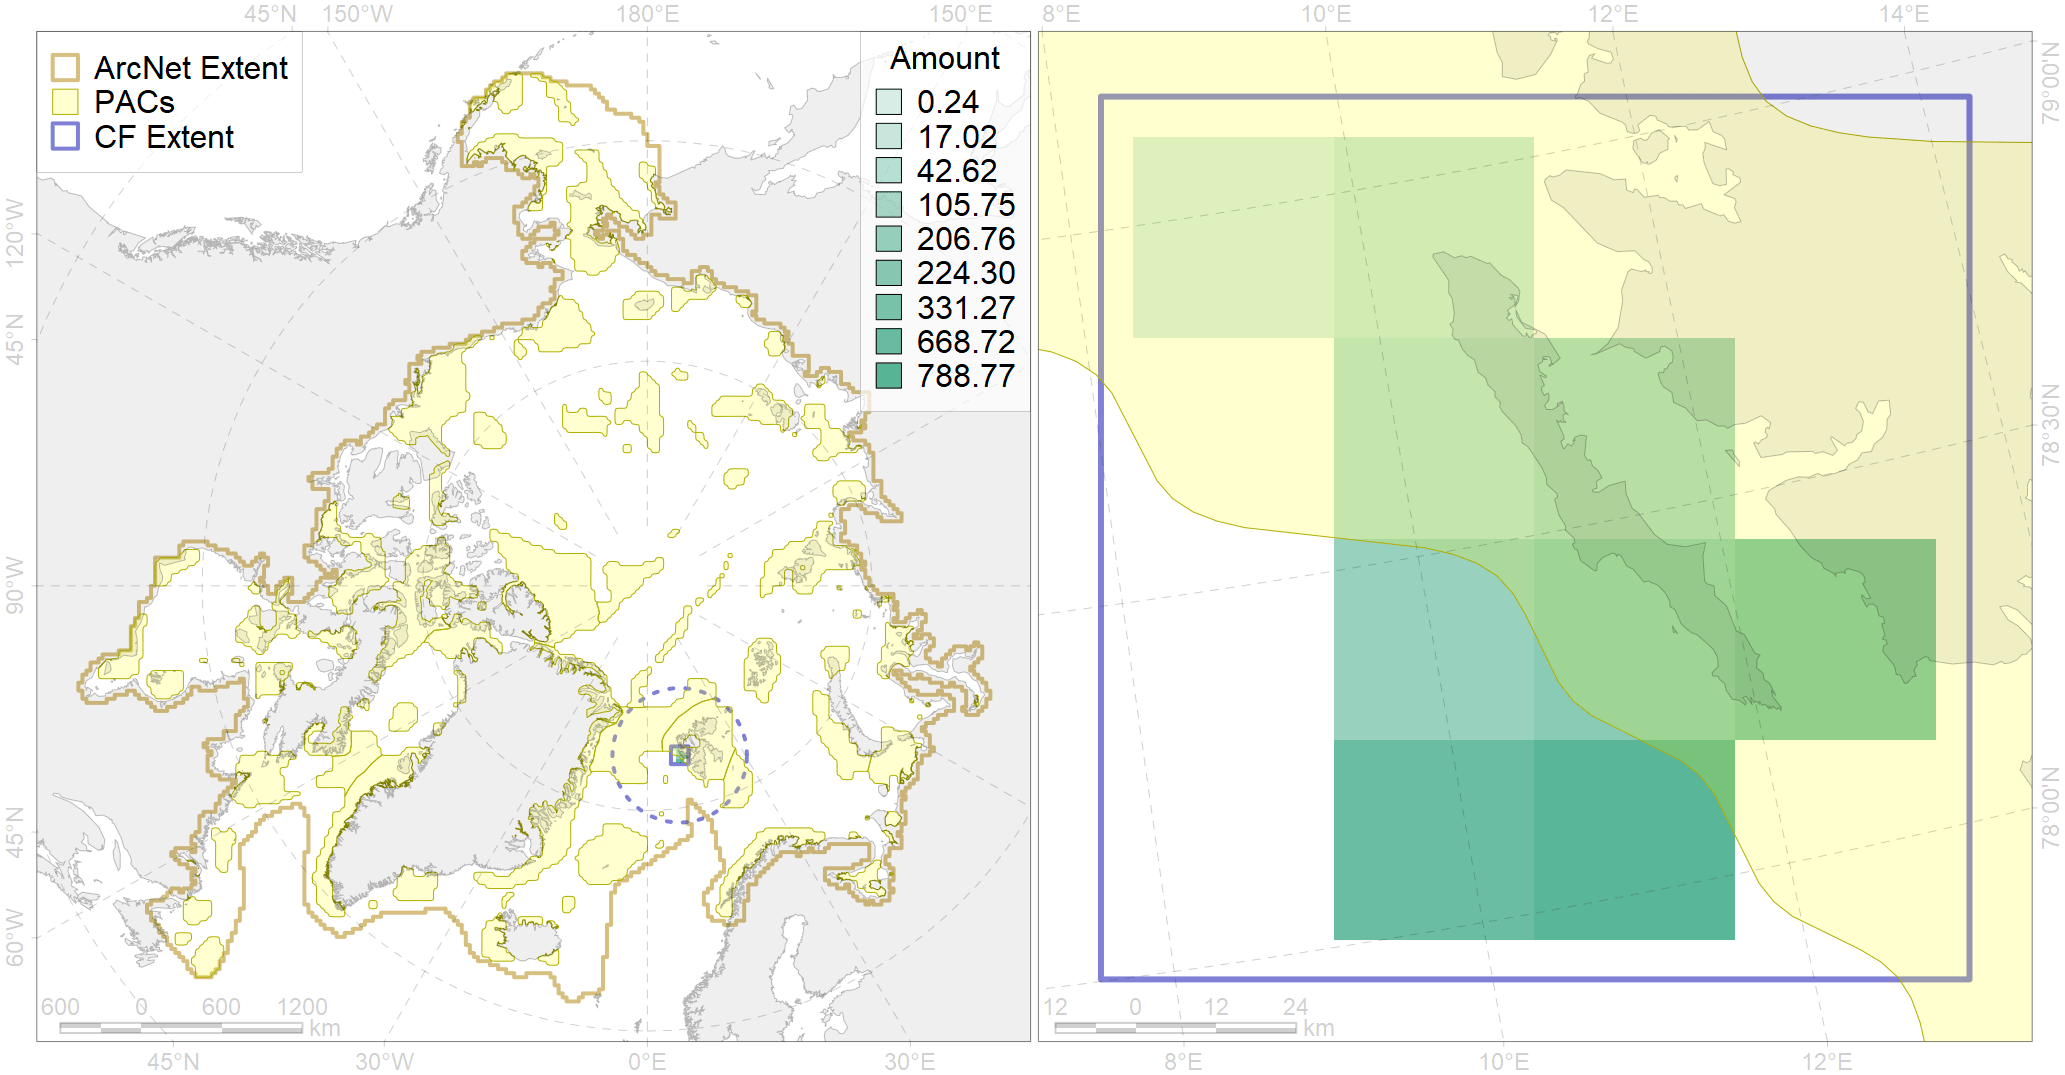 45°N 150°W 180°E 150°E 8°E 10°E 12°E 14°E
ArcNet Extent
PACs
CF Extent
Amount
0.24
17.02
42.62
105.75
206.76
224.30
331.27
668.72
788.77
120°W
45°N
90°W
45°N
60°W
79°00'N
78°30'N
78°00'N
600 0 600 1200
km
12 0 12 24
km
45°N 30°W 0°E 30°E 8°E 10°E 12°E